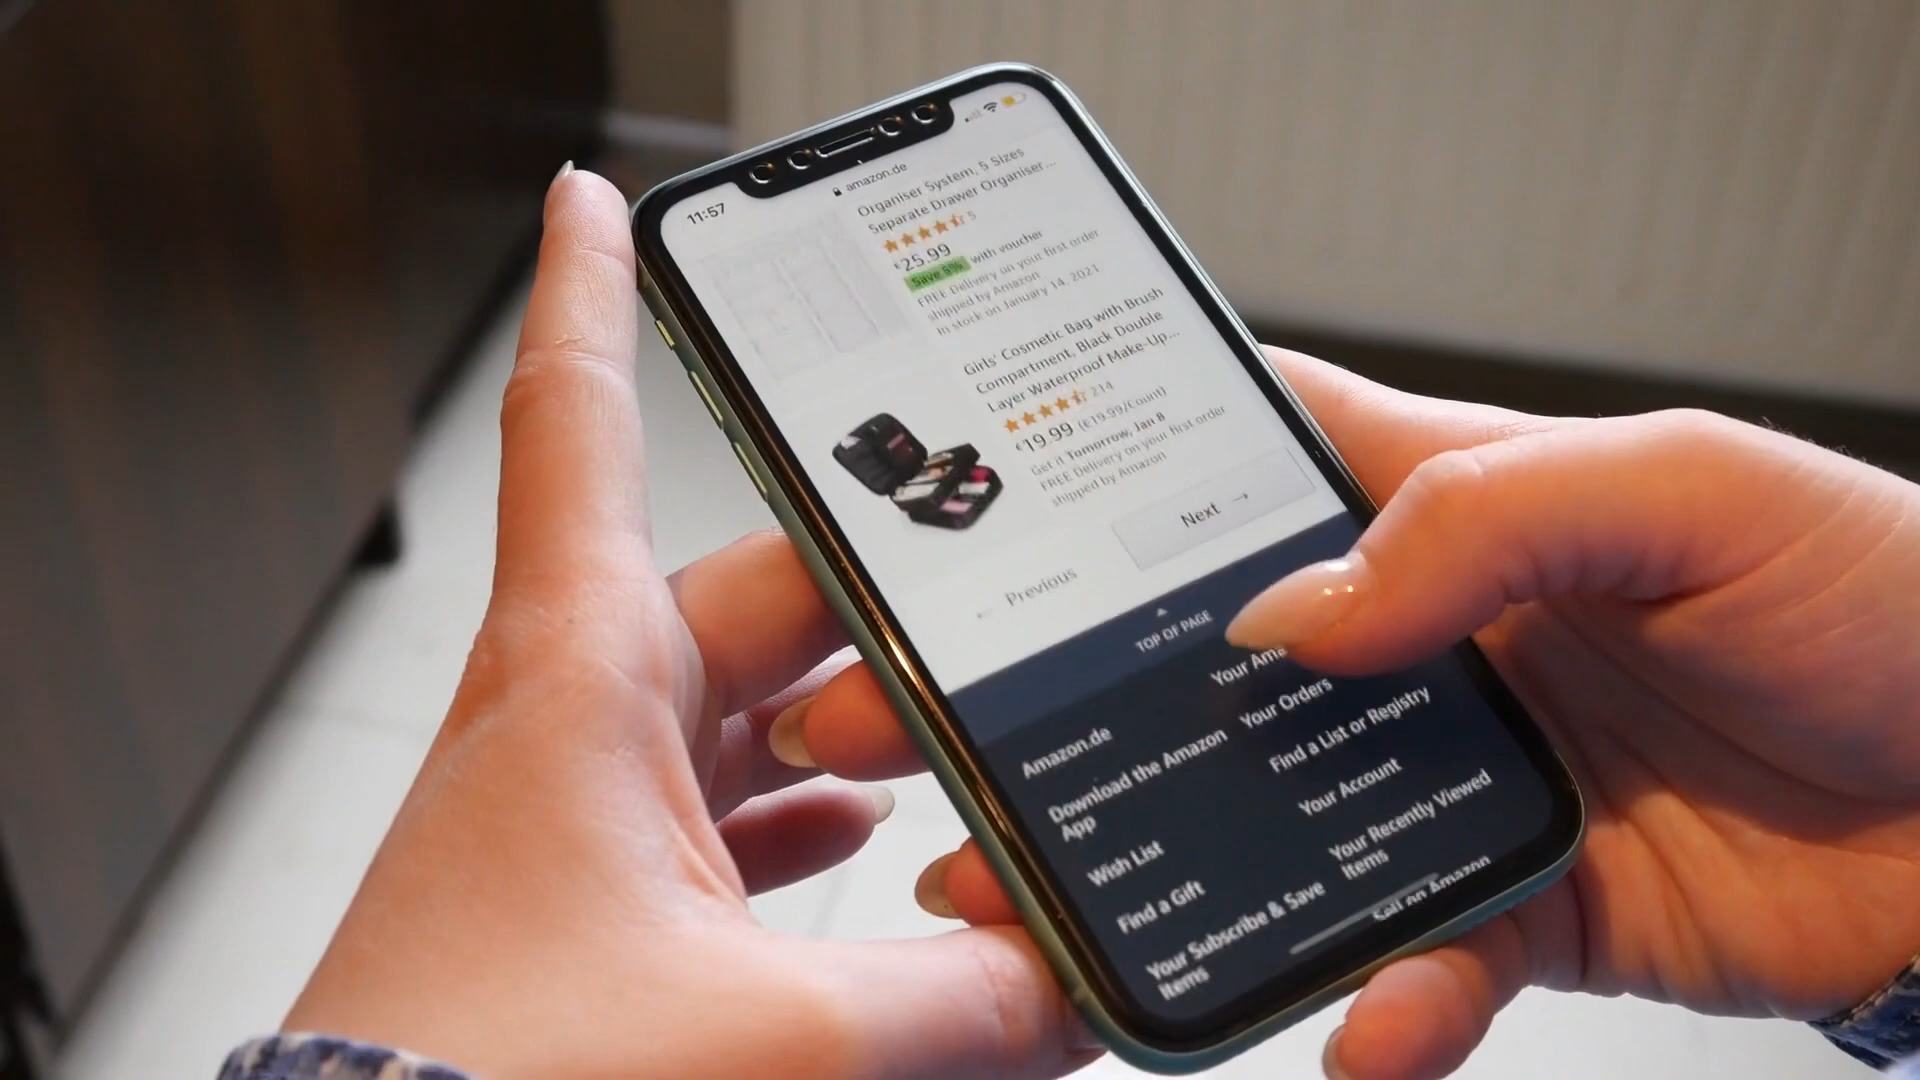 11:57
amazon.de
Organiser System, 5 Sizes
Separate Drawer Organiser...
5
€25.99
Save 5% with voucher
FREE Delivery on your first order
shipped by Amazon
In stock on January 14, 2021
Girls' Cosmetic Bag with Brush
Compartment, Black Double
Layer Waterproof Make-Up...
214
€19.99 (€19.99/Count)
Get it Tomorrow, Jan 8
FREE Delivery on your first order
shipped by Amazon
Next →
← Previous
TOP OF PAGE
Amazon.de
Download the Amazon
App
Wish List
Find a Gift
Your Subscribe & Save
Items
Your Ama
Your Orders
Find a List or Registry
Your Account
Your Recently Viewed
Items
Sell on Amazon